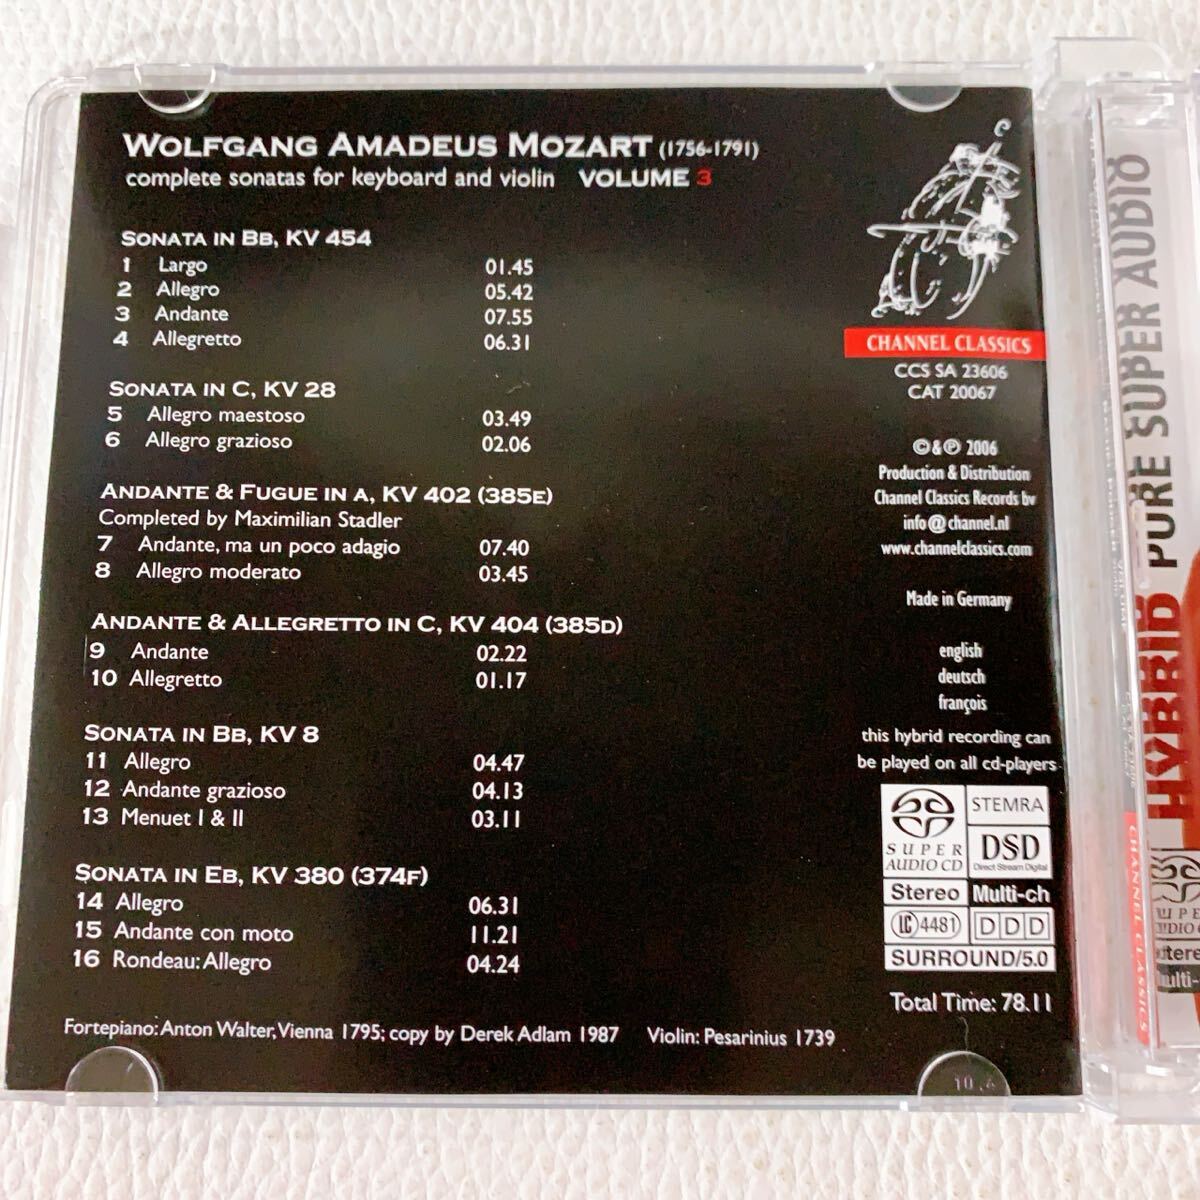 WOLFGANG AMADEUS MOZART (1756-1791)
complete sonatas for keyboard and violin VOLUME 3
SONATA IN Bb, KV 454
1 Largo 01.45
2 Allegro 05.42
3 Andante 07.55
4 Allegretto 06.31
SONATA IN C, KV 28
5 Allegro maestoso 03.49
6 Allegro grazioso 02.06
ANDANTE & FUGUE IN A, KV 402 (385E)
Completed by Maximilian Stadler
7 Andante, ma un poco adagio 07.40
8 Allegro moderato 03.45
ANDANTE & ALLEGRETTO IN C, KV 404 (385D)
9 Andante 02.22
10 Allegretto 01.17
SONATA IN Bb, KV 8
11 Allegro 04.47
12 Andante grazioso 04.13
13 Menuet I & II 03.11
SONATA IN Eb, KV 380 (374F)
14 Allegro 06.31
15 Andante con moto 11.21
16 Rondeau: Allegro 04.24
Fortepiano: Anton Walter, Vienna 1795; copy by Derek Adlam 1987 Violin: Pesarinius 1739
CHANNEL CLASSICS
CCS SA 23606
CAT 20067
©&℗ 2006
Production & Distribution
Channel Classics Records bv
info@channel.nl
www.channelclassics.com
Made in Germany
english
deutsch
français
this hybrid recording can
be played on all cd-players
SUPER AUDIO CD
STEMRA
DSD
Direct Stream Digital
Stereo Multi-ch
LC 4481 DDD
SURROUND/5.0
Total Time: 78.11
HYBRID PURE SUPER AUDIO
CHANNEL CLASSICS